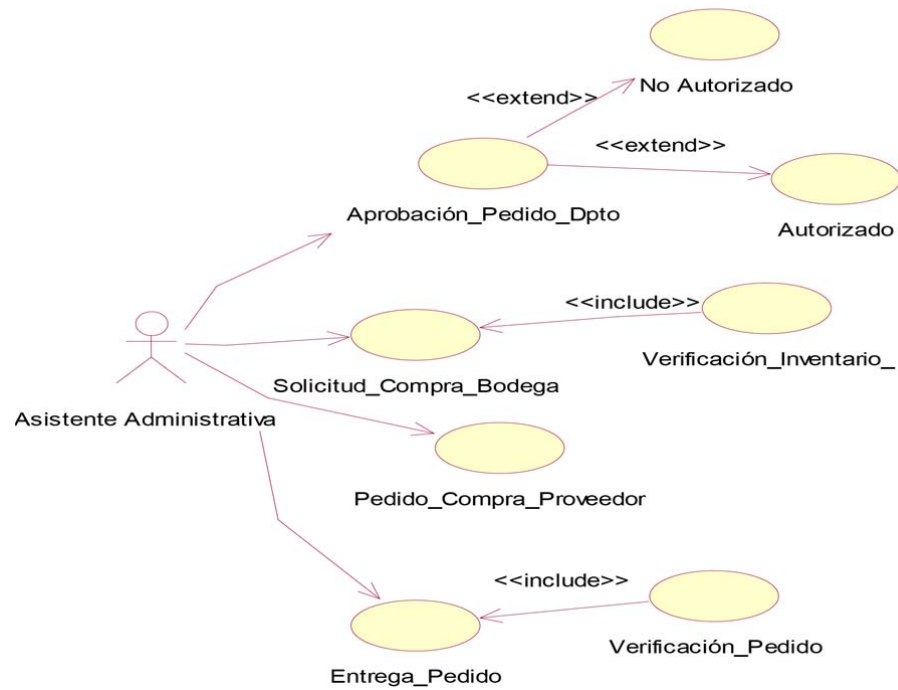 No Autorizado
<<extend>>
<<extend>>
Aprobación_Pedido_Dpto
Autorizado
<<include>>
Verificación_Inventario_
Solicitud_Compra_Bodega
Asistente Administrativa
Pedido_Compra_Proveedor
<<include>>
Verificación_Pedido
Entrega_Pedido